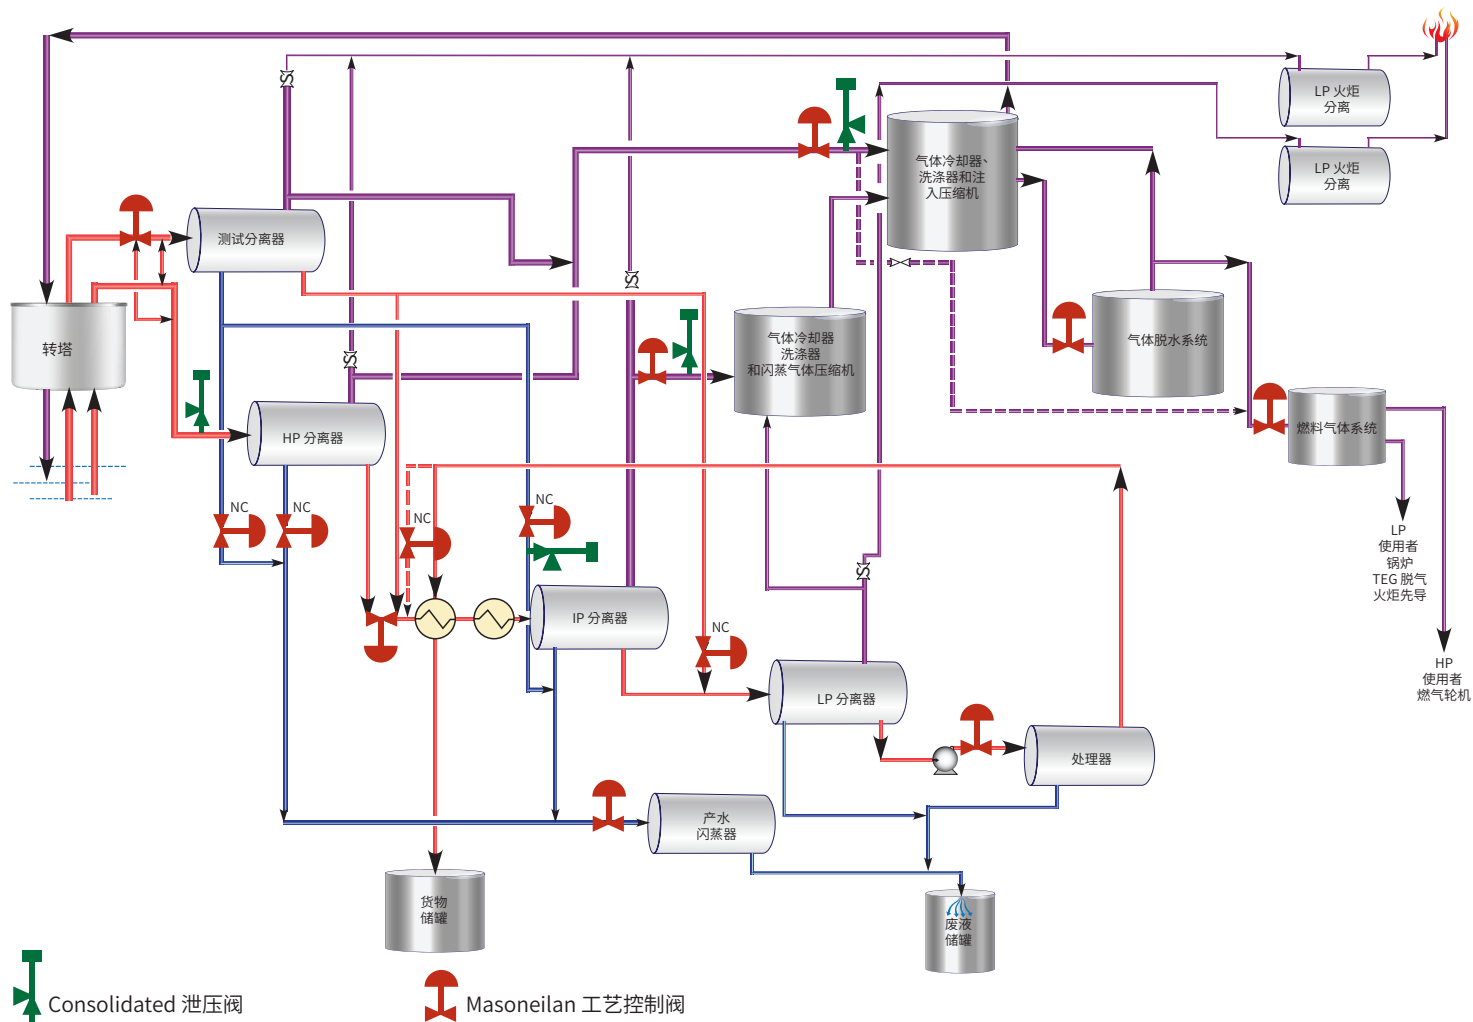 LP 火炬
分离
LP 火炬
分离
气体冷却器、
洗涤器和注
入压缩机
测试分离器
转塔
气体冷却器
洗涤器
和闪蒸气体压缩机
气体脱水系统
燃料气体系统
HP 分离器
NC
NC
NC
NC
LP
使用者
锅炉
TEG 脱气
火炬先导
IP 分离器
NC
HP
使用者
燃气轮机
LP 分离器
处理器
产水
闪蒸器
货物
储罐
废液
储罐
Consolidated 泄压阀
Masoneilan 工艺控制阀